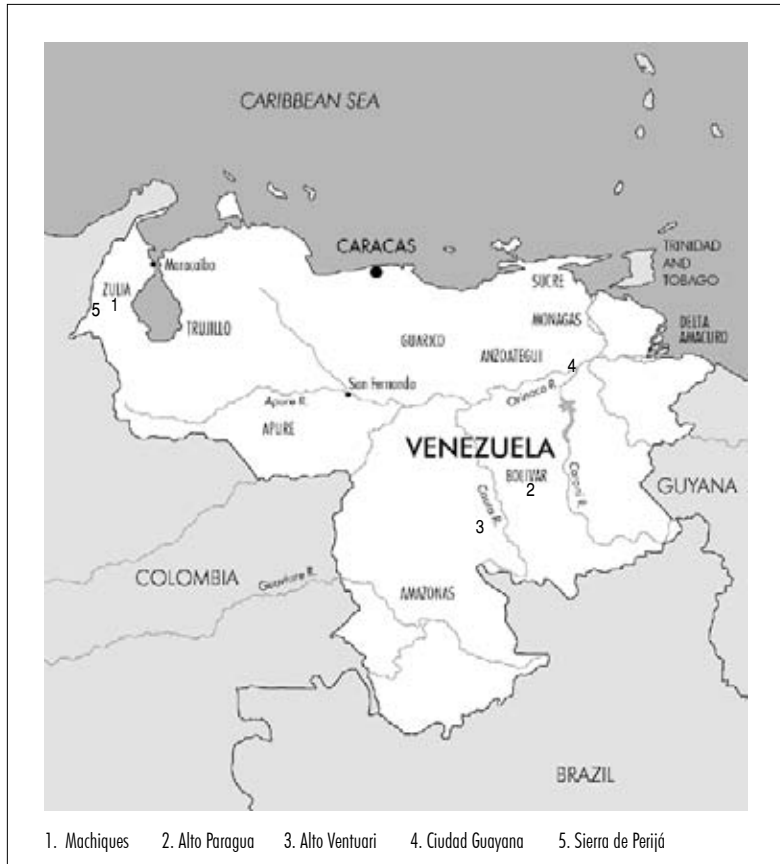 CARIBBEAN SEA
CARACAS
TRINIDAD
AND
TOBAGO
Maracaibo
SUCRE
ZULIA
5
1
MONAGAS
DELTA
AMACURO
TRUJILLO
GUARICO
ANZOATEGUI
4
San Fernando
Orinoco R.
Apure R.
APURE
VENEZUELA
BOLIVAR
2
Caroni R.
GUYANA
Caura R.
3
COLOMBIA
Guaviare R.
AMAZONAS
BRAZIL
1. Machiques 2. Alto Paragua 3. Alto Ventuari 4. Ciudad Guayana 5. Sierra de Perijá